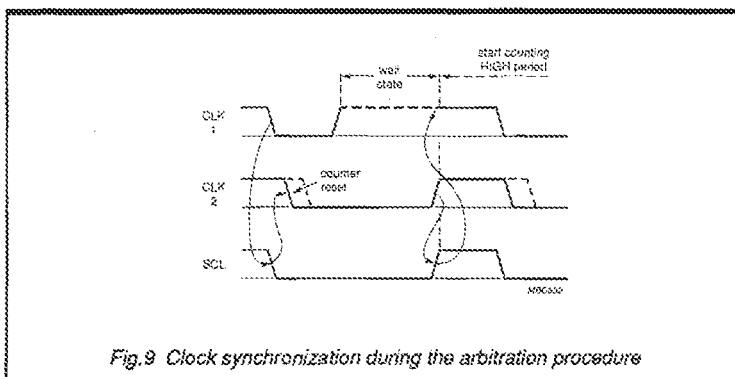 start counting
HIGH period
wait
state
CLK
1
counter
reset
CLK
2
SCL
Fig.9 Clock synchronization during the arbitration procedure